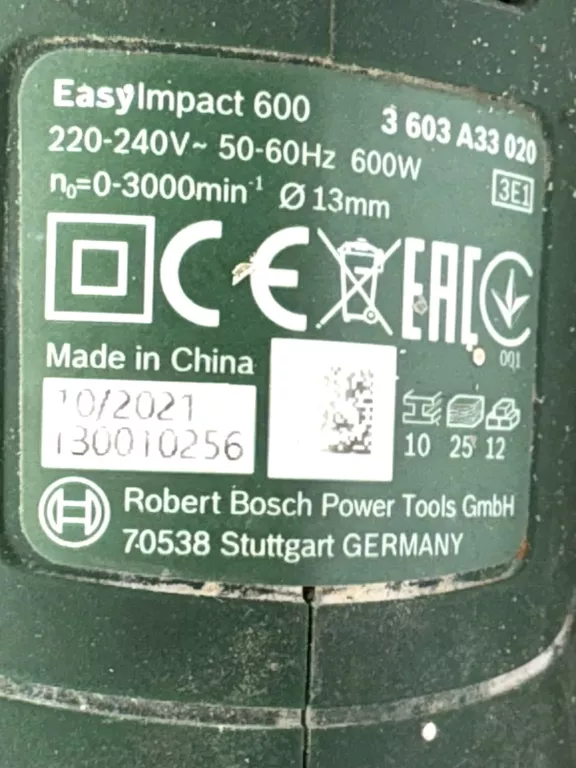 EasyImpact 600
3 603 A33 020
220-240V~ 50-60Hz 600W
n₀=0-3000min⁻¹ Ø 13mm
3E1
CE EAC
001
Made in China
10/2021
130010256
10 25 12
Robert Bosch Power Tools GmbH
70538 Stuttgart GERMANY